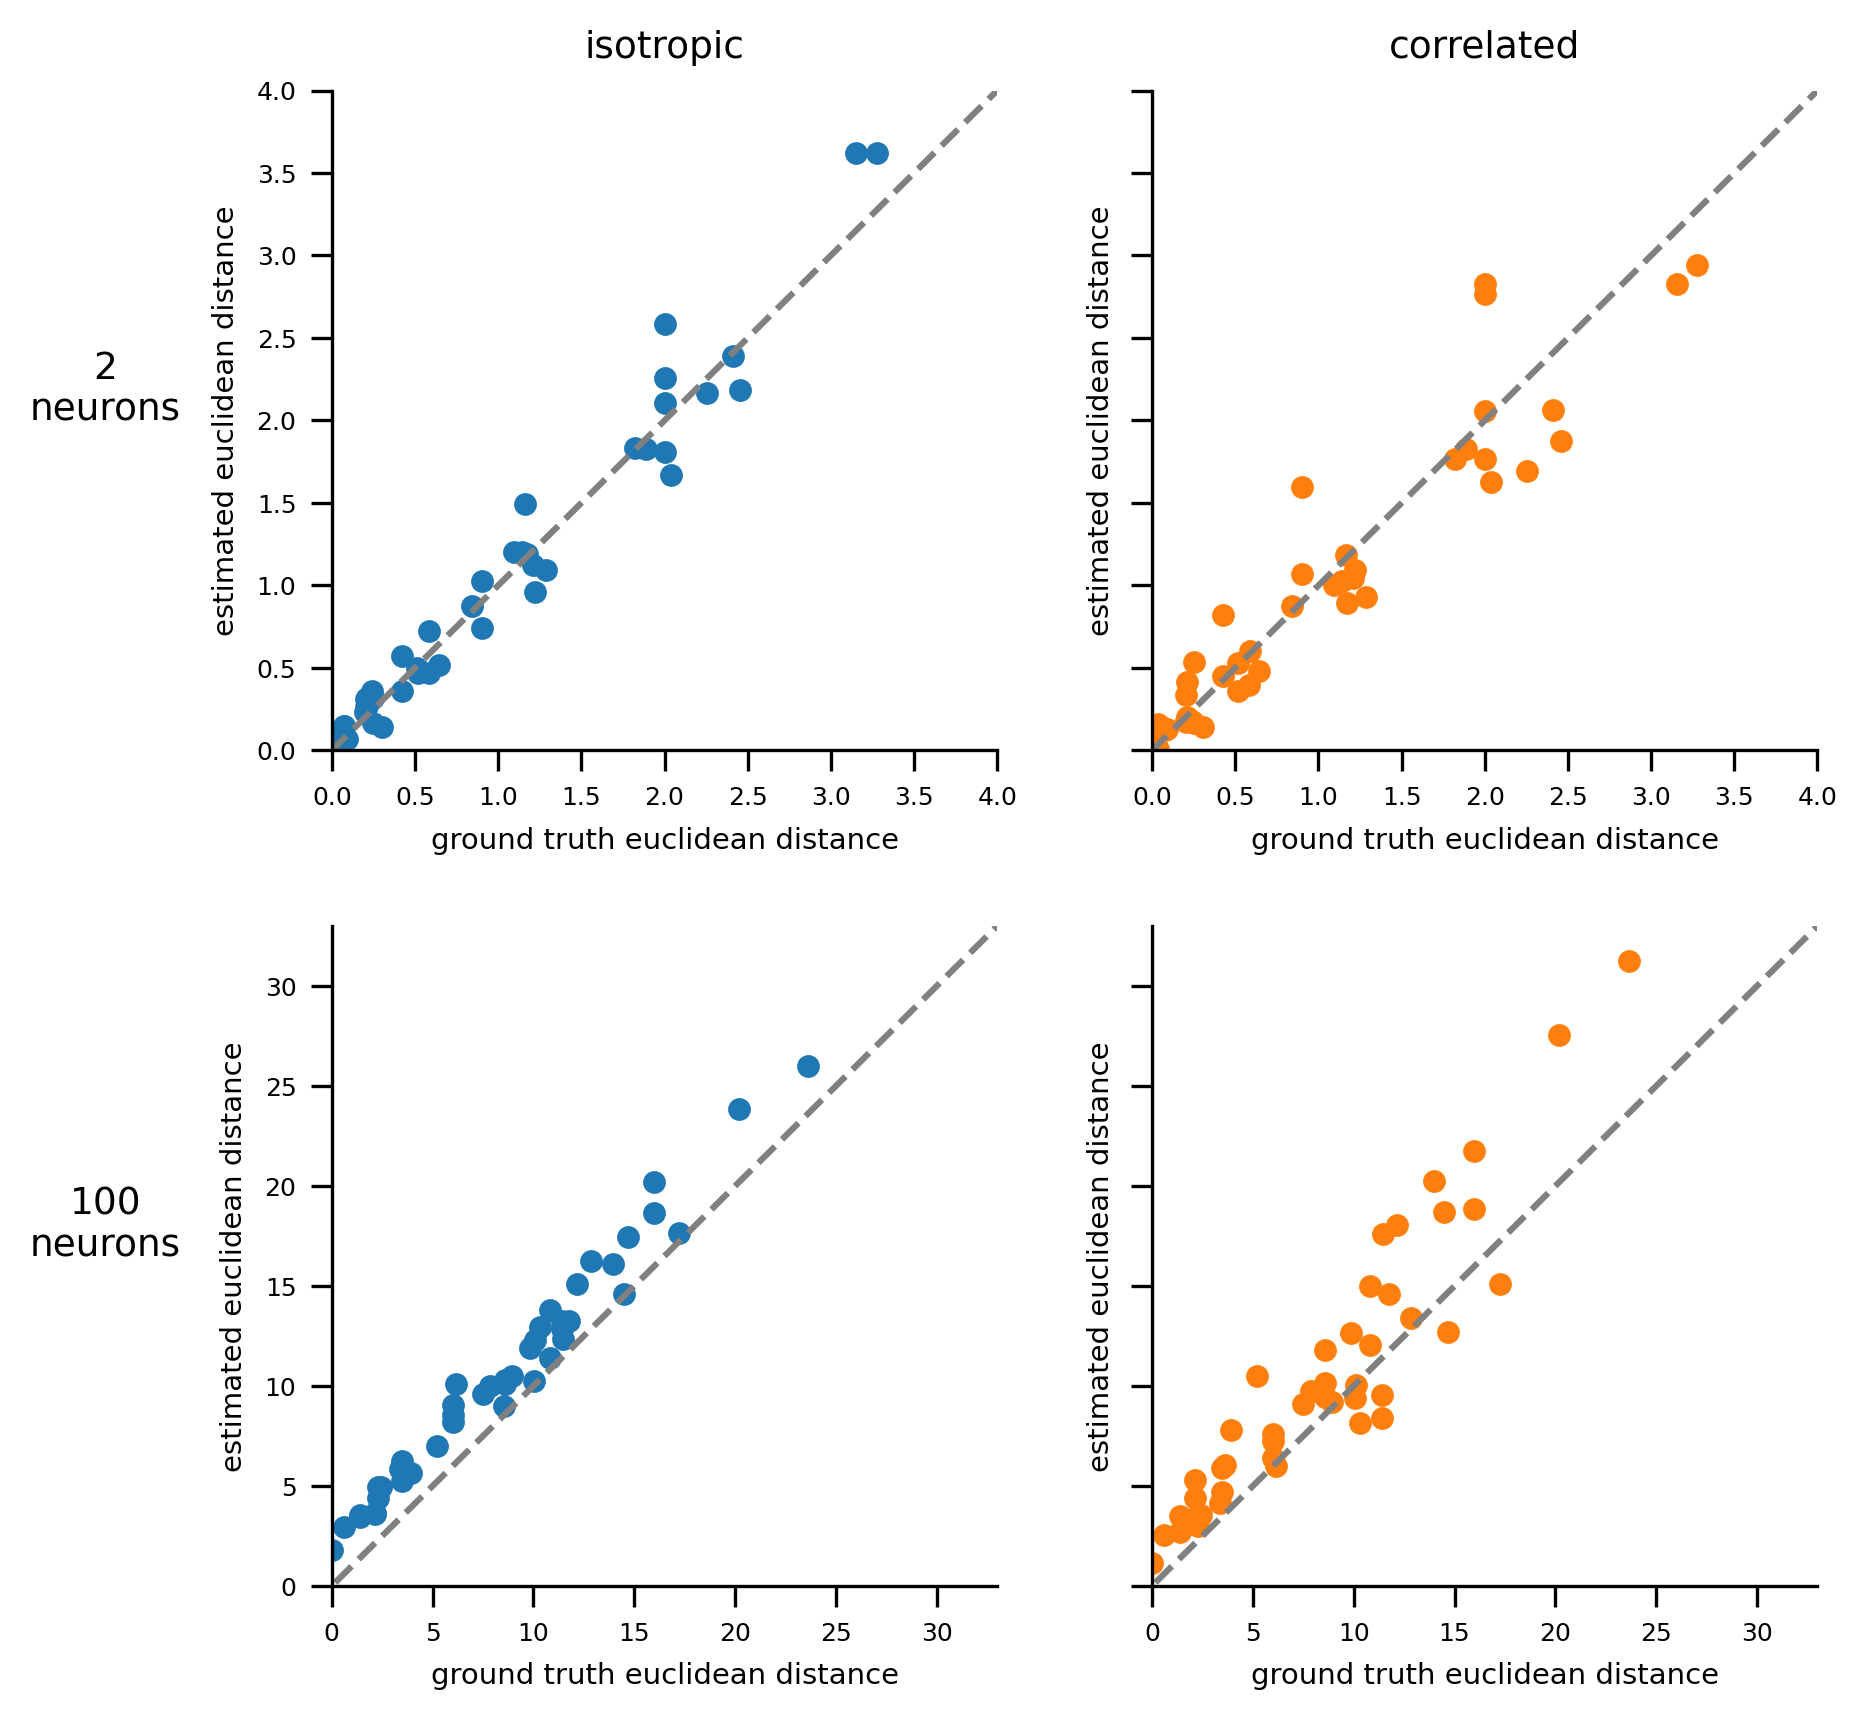 isotropic
correlated
2
neurons
estimated euclidean distance
4.0
3.5
3.0
2.5
2.0
1.5
1.0
0.5
0.0
0.0 0.5 1.0 1.5 2.0 2.5 3.0 3.5 4.0
ground truth euclidean distance
estimated euclidean distance
0.0 0.5 1.0 1.5 2.0 2.5 3.0 3.5 4.0
ground truth euclidean distance
100
neurons
estimated euclidean distance
30
25
20
15
10
5
0
0 5 10 15 20 25 30
ground truth euclidean distance
estimated euclidean distance
0 5 10 15 20 25 30
ground truth euclidean distance